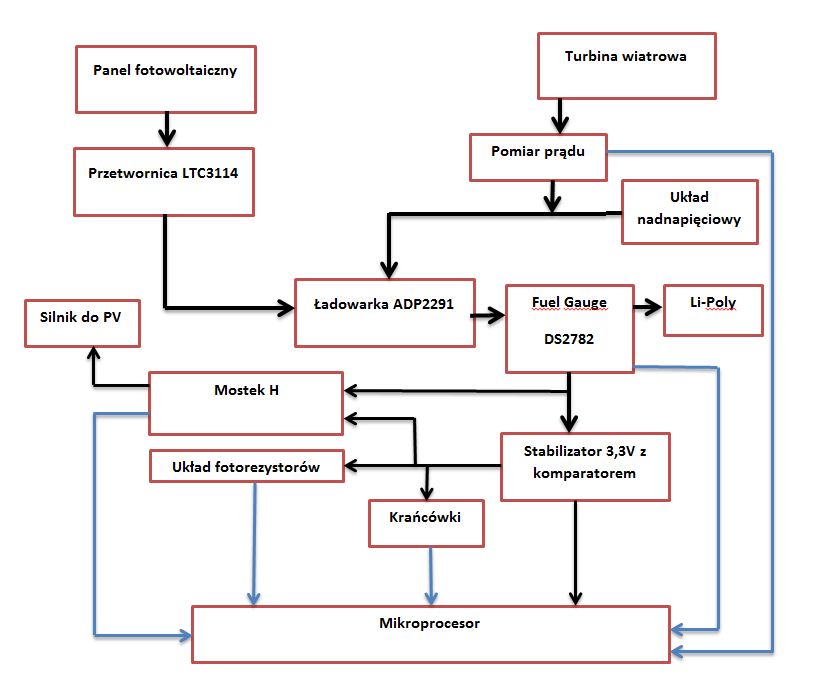 Panel fotowoltaiczny
Turbina wiatrowa
Pomiar prądu
Przetwornica LTC3114
Układ
nadnapięciowy
Ładowarka ADP2291
Fuel Gauge
DS2782
Li-Poly
Silnik do PV
Mostek H
Stabilizator 3,3V z
komparatorem
Układ fotorezystorów
Krańcówki
Mikroprocesor